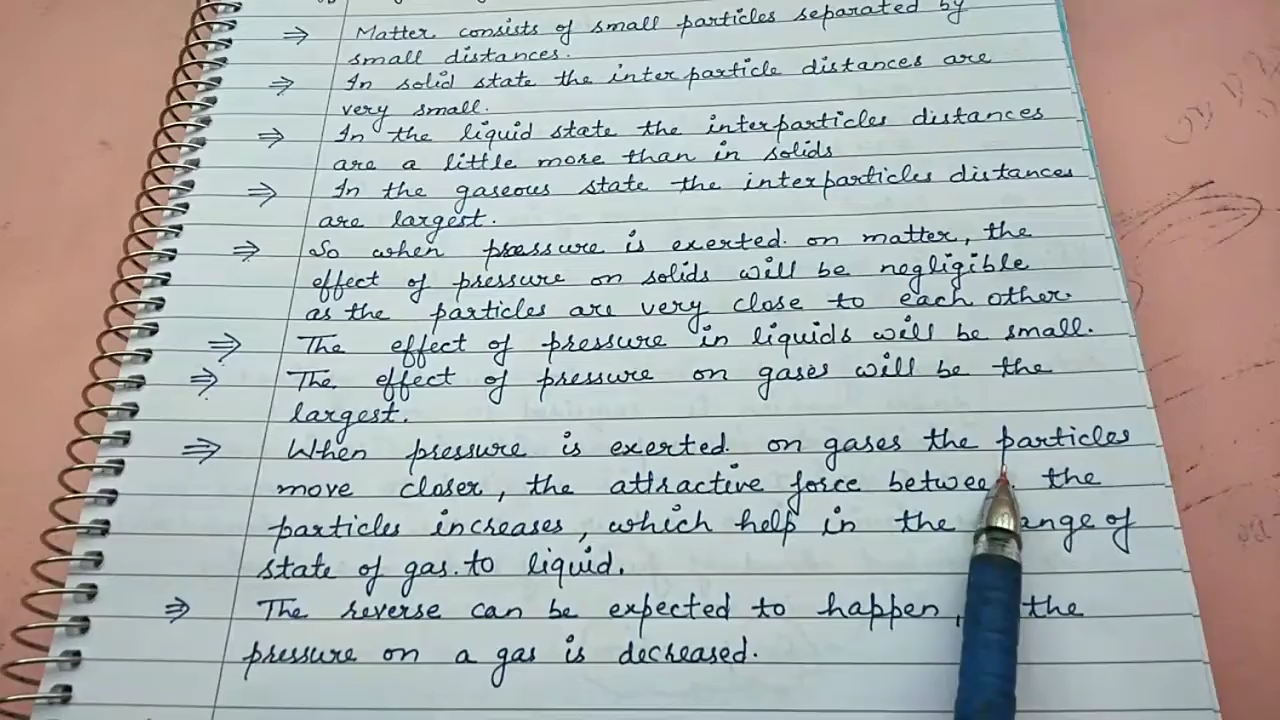 ⇒ Matter consists of small particles separated by
small distances.
⇒ In solid state the inter particle distances are
very small.
⇒ In the liquid state the interparticles distances
are a little more than in solids
⇒ In the gaseous state the interparticles distances
are largest.
⇒ So when pressure is exerted on matter, the
effect of pressure on solids will be negligible
as the particles are very close to each other.
⇒ The effect of pressure in liquids will be small.
⇒ The effect of pressure on gases will be the
largest.
⇒ When pressure is exerted on gases the particles
move closer, the attractive force betwee the
particles increases, which help in the ange of
state of gas to liquid.
⇒ The reverse can be expected to happen, the
pressure on a gas is decreased.